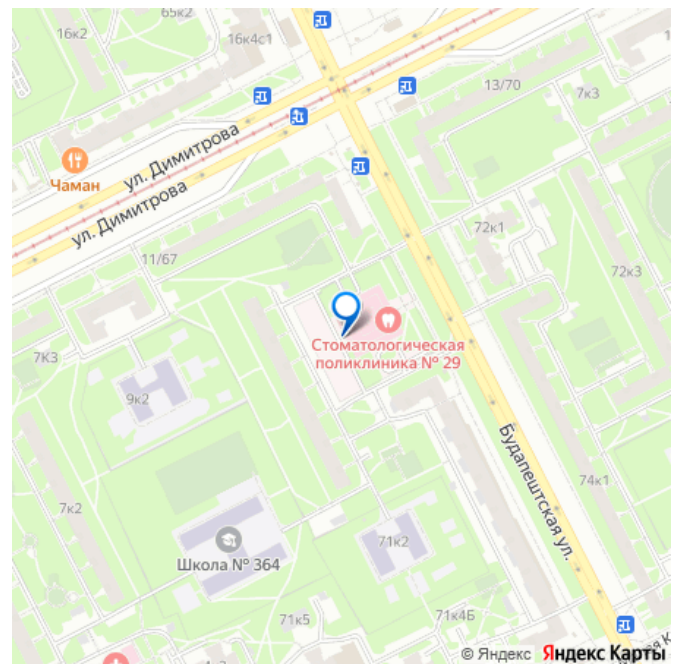 65к2
16к2
16к4с1
13/70
7к3
Чаман
ул. Димитрова
ул. Димитрова
72к1
11/67
72к3
Стоматологическая
поликлиника № 29
7К3
9к2
Будапештская ул.
74к1
7к2
Школа № 364
71к2
71к5
71к4Б
© Яндекс Яндекс Карты